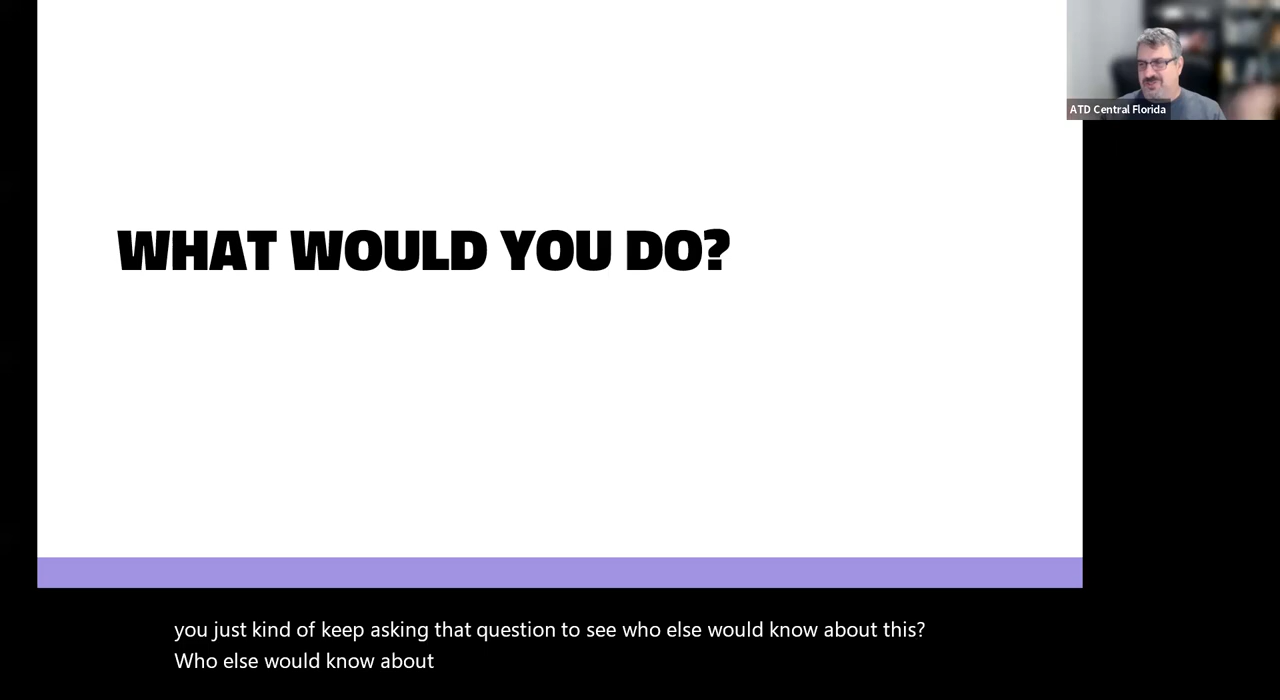 ATD Central Florida
WHAT WOULD YOU DO?
you just kind of keep asking that question to see who else would know about this?
Who else would know about